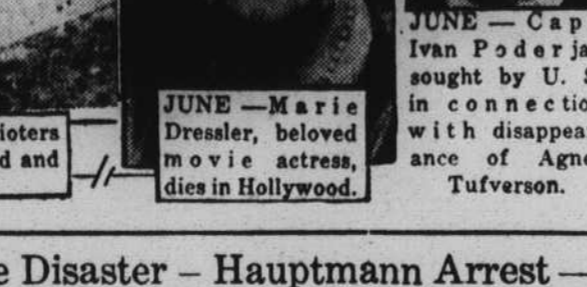 ioters
d and
JUNE —Marie
Dressler, beloved
movie actress,
dies in Hollywood.
JUNE — Cap
Ivan Poderja
sought by U.
in connectio
with disappea
ance of Agne
Tufverson.
e Disaster – Hauptmann Arrest –